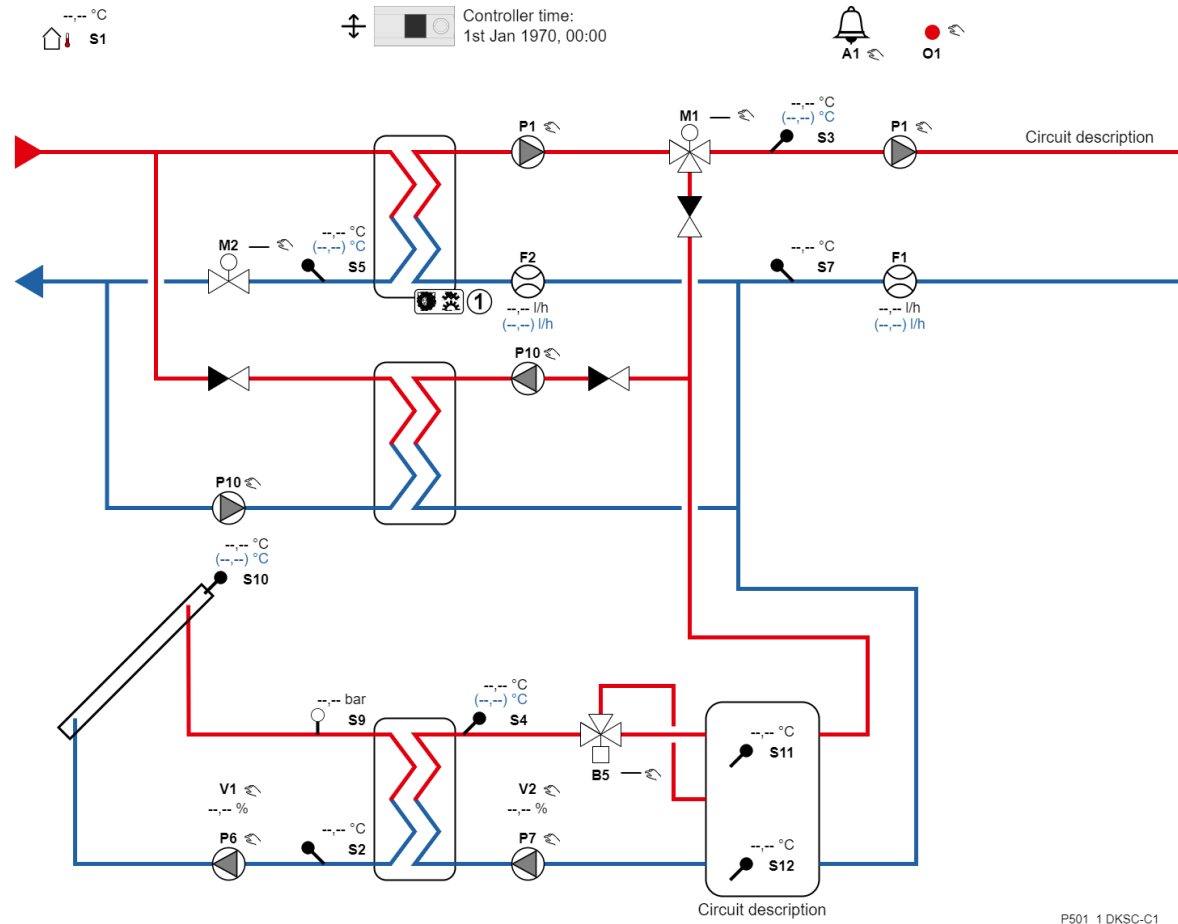 --,-- °C
S1
Controller time:
1st Jan 1970, 00:00
A1
O1
P1
M1
--,-- °C
(--,--) °C
S3
P1
Circuit description
M2
--,-- °C
(--,--) °C
S5
1
F2
--,-- l/h
(--,--) l/h
--,-- °C
S7
F1
--,-- l/h
(--,--) l/h
P10
P10
--,-- °C
(--,--) °C
S10
--,-- bar
S9
--,-- °C
(--,--) °C
S4
B5
--,-- °C
S11
V1
--,-- %
P6
--,-- °C
S2
V2
--,-- %
P7
--,-- °C
S12
Circuit description
P501_1 DKSC-C1